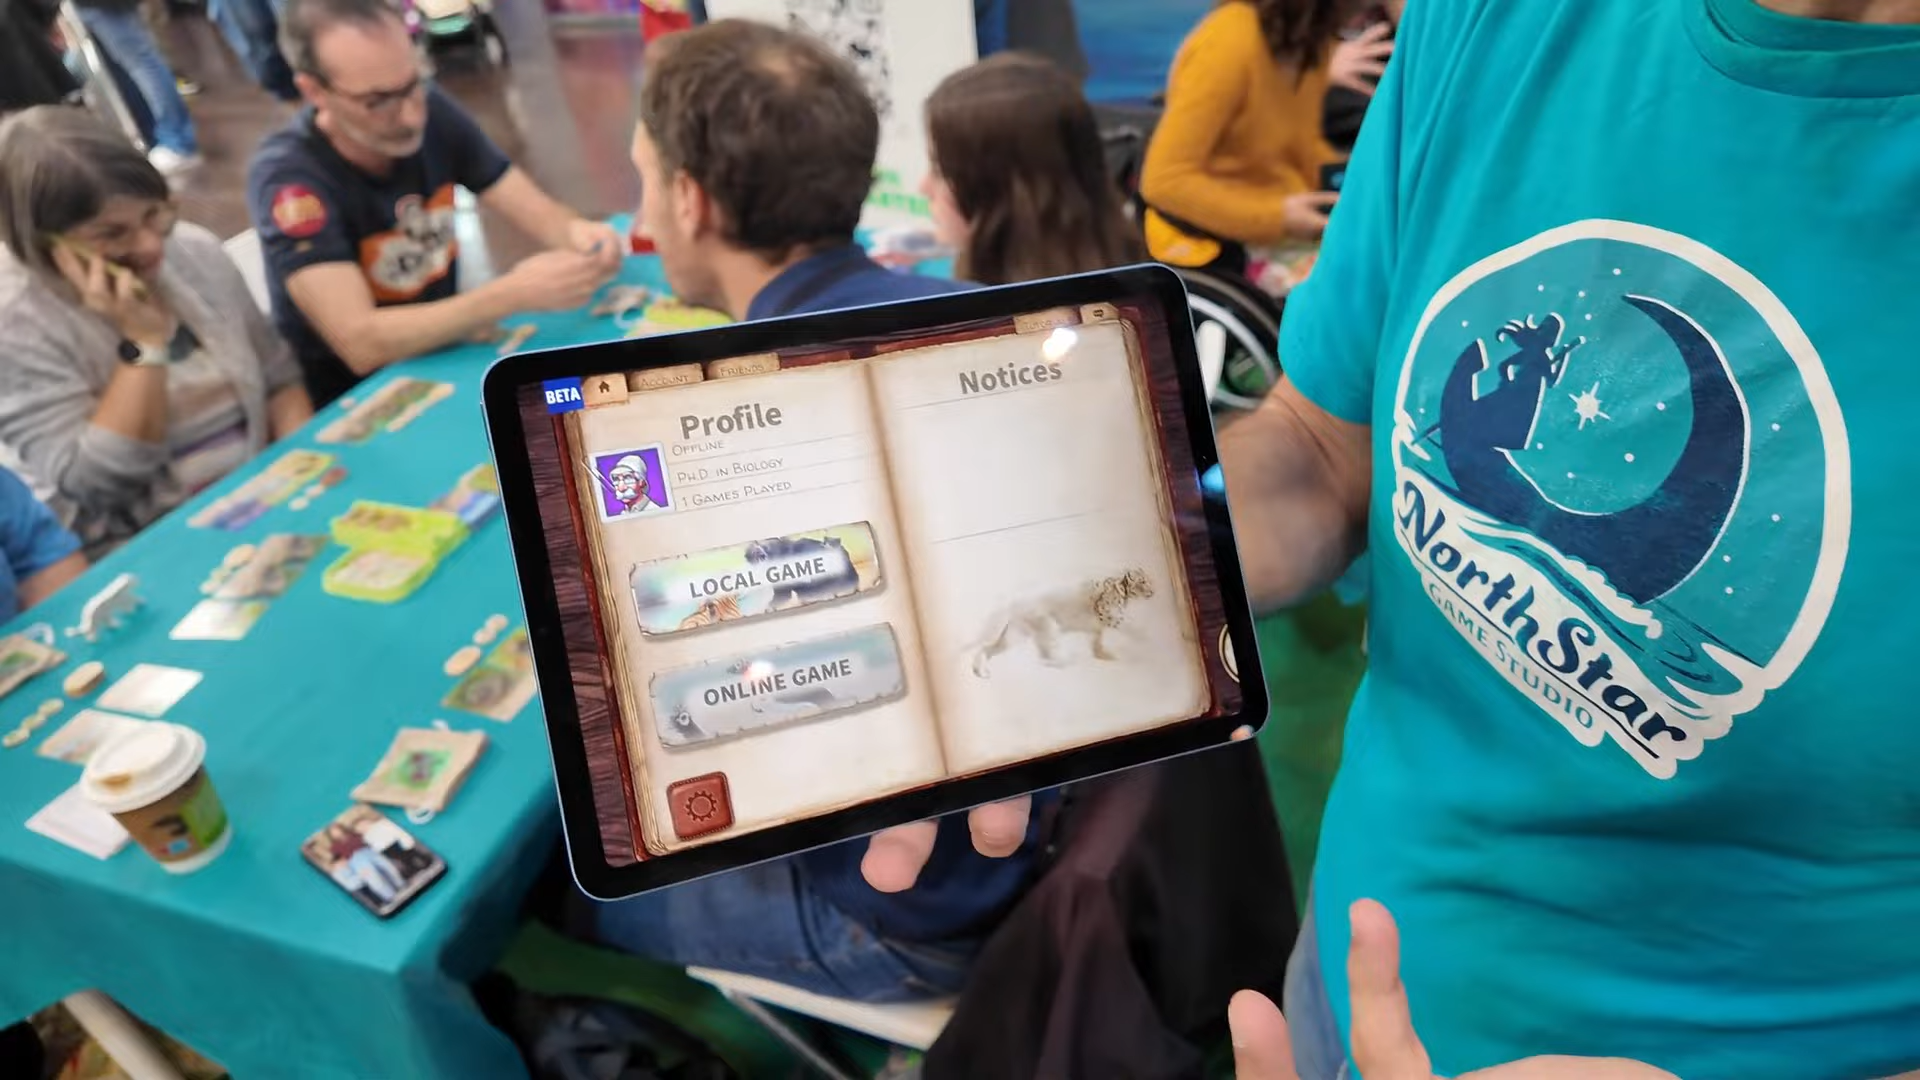 BETA
ACCOUNT
FRIENDS
Profile
OFFLINE
PH.D. IN BIOLOGY
1 GAMES PLAYED
LOCAL GAME
ONLINE GAME
Notices
NorthStar
GAME STUDIO